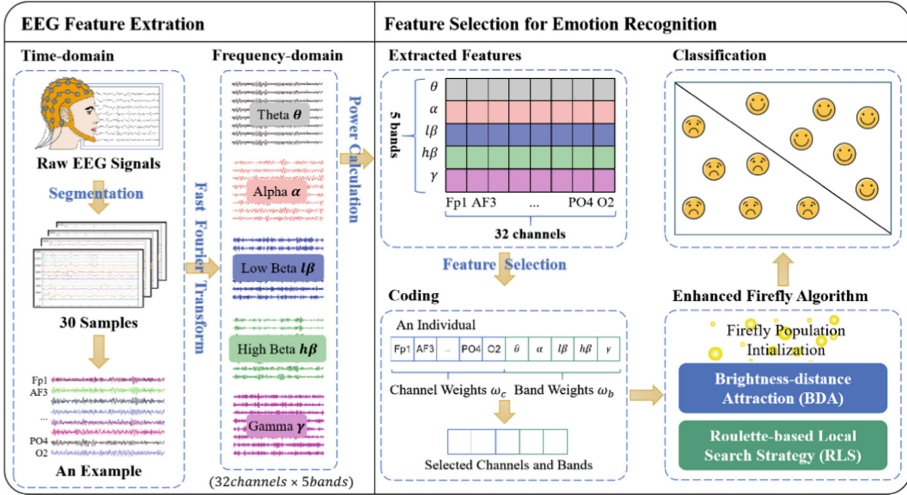 EEG Feature Extration
Time-domain
Raw EEG Signals
Segmentation
30 Samples
Fp1
AF3
...
PO4
O2
An Example
Fast Fourier Transform
Frequency-domain
Theta θ
Alpha α
Low Beta lβ
High Beta hβ
Gamma γ
(32channels × 5bands)
Power Calculation
Feature Selection for Emotion Recognition
Extracted Features
5 bands
θ
α
lβ
hβ
γ
Fp1 AF3 ... PO4 O2
32 channels
Feature Selection
Coding
An Individual
Fp1 AF3 ... PO4 O2 θ α lβ hβ γ
Channel Weights ω_c Band Weights ω_b
Selected Channels and Bands
Classification
Enhanced Firefly Algorithm
Firefly Population
Intialization
Brightness-distance
Attraction (BDA)
Roulette-based Local
Search Strategy (RLS)